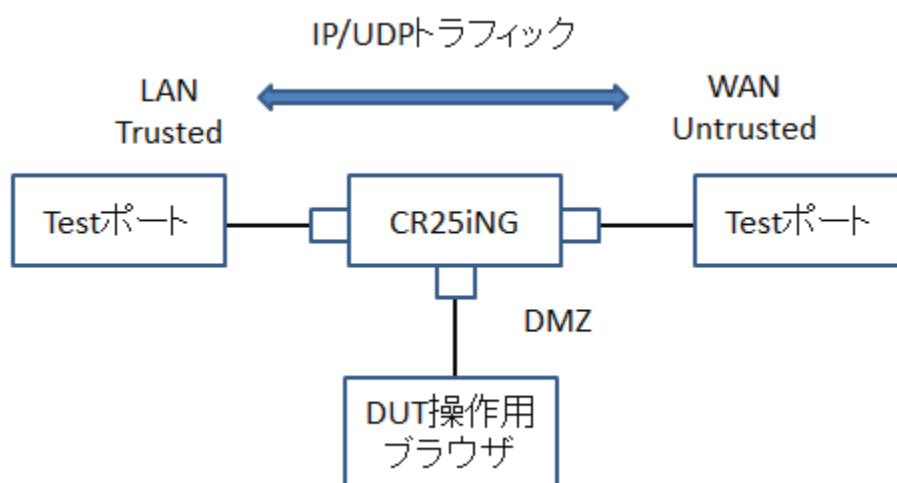 IP/UDPトラフィック
LAN
Trusted
WAN
Untrusted
Testポート
CR25iNG
Testポート
DMZ
DUT操作用
ブラウザ